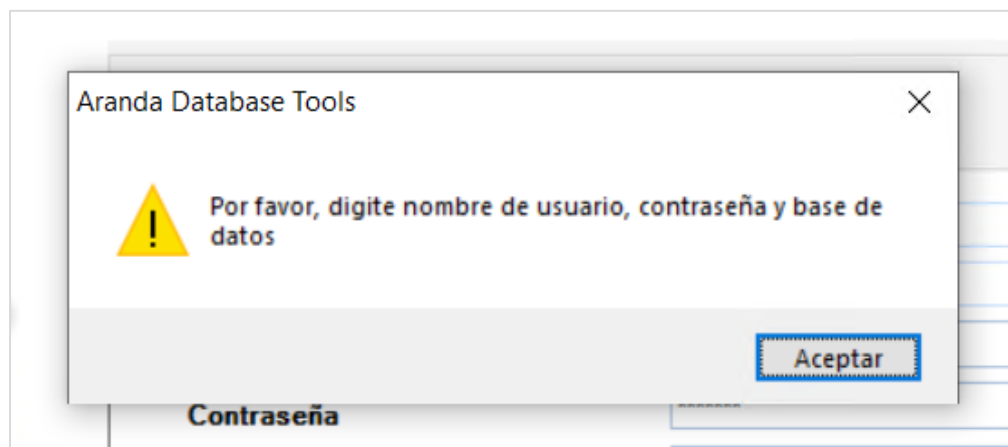 Aranda Database Tools
Por favor, digite nombre de usuario, contraseña y base de
datos
Aceptar
Contraseña